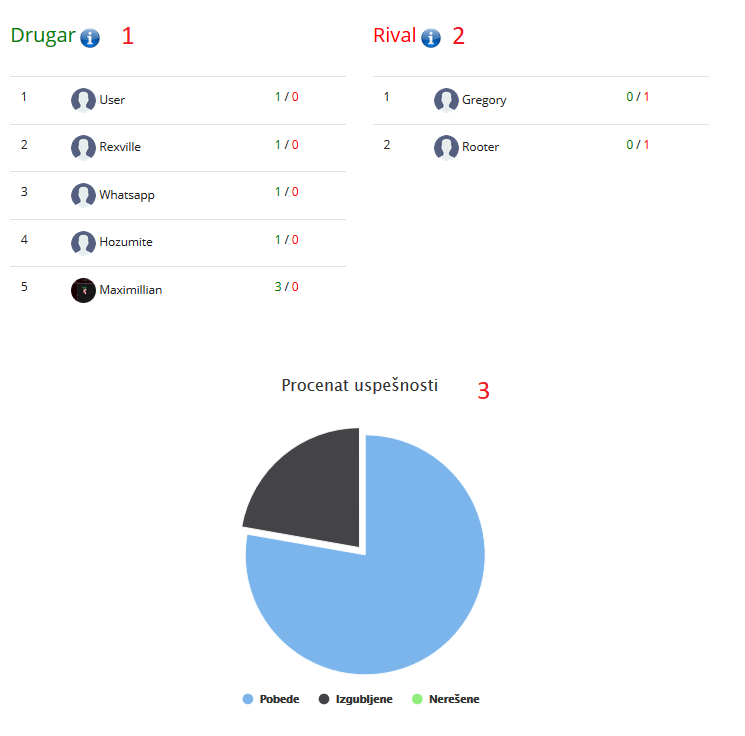 Drugar i 1
1 User 1 / 0
2 Rexville 1 / 0
3 Whatsapp 1 / 0
4 Hozumite 1 / 0
5 Maximillian 3 / 0
Rival i 2
1 Gregory 0 / 1
2 Rooter 0 / 1
Procenat uspešnosti 3
Pobede Izgubljene Nerešene